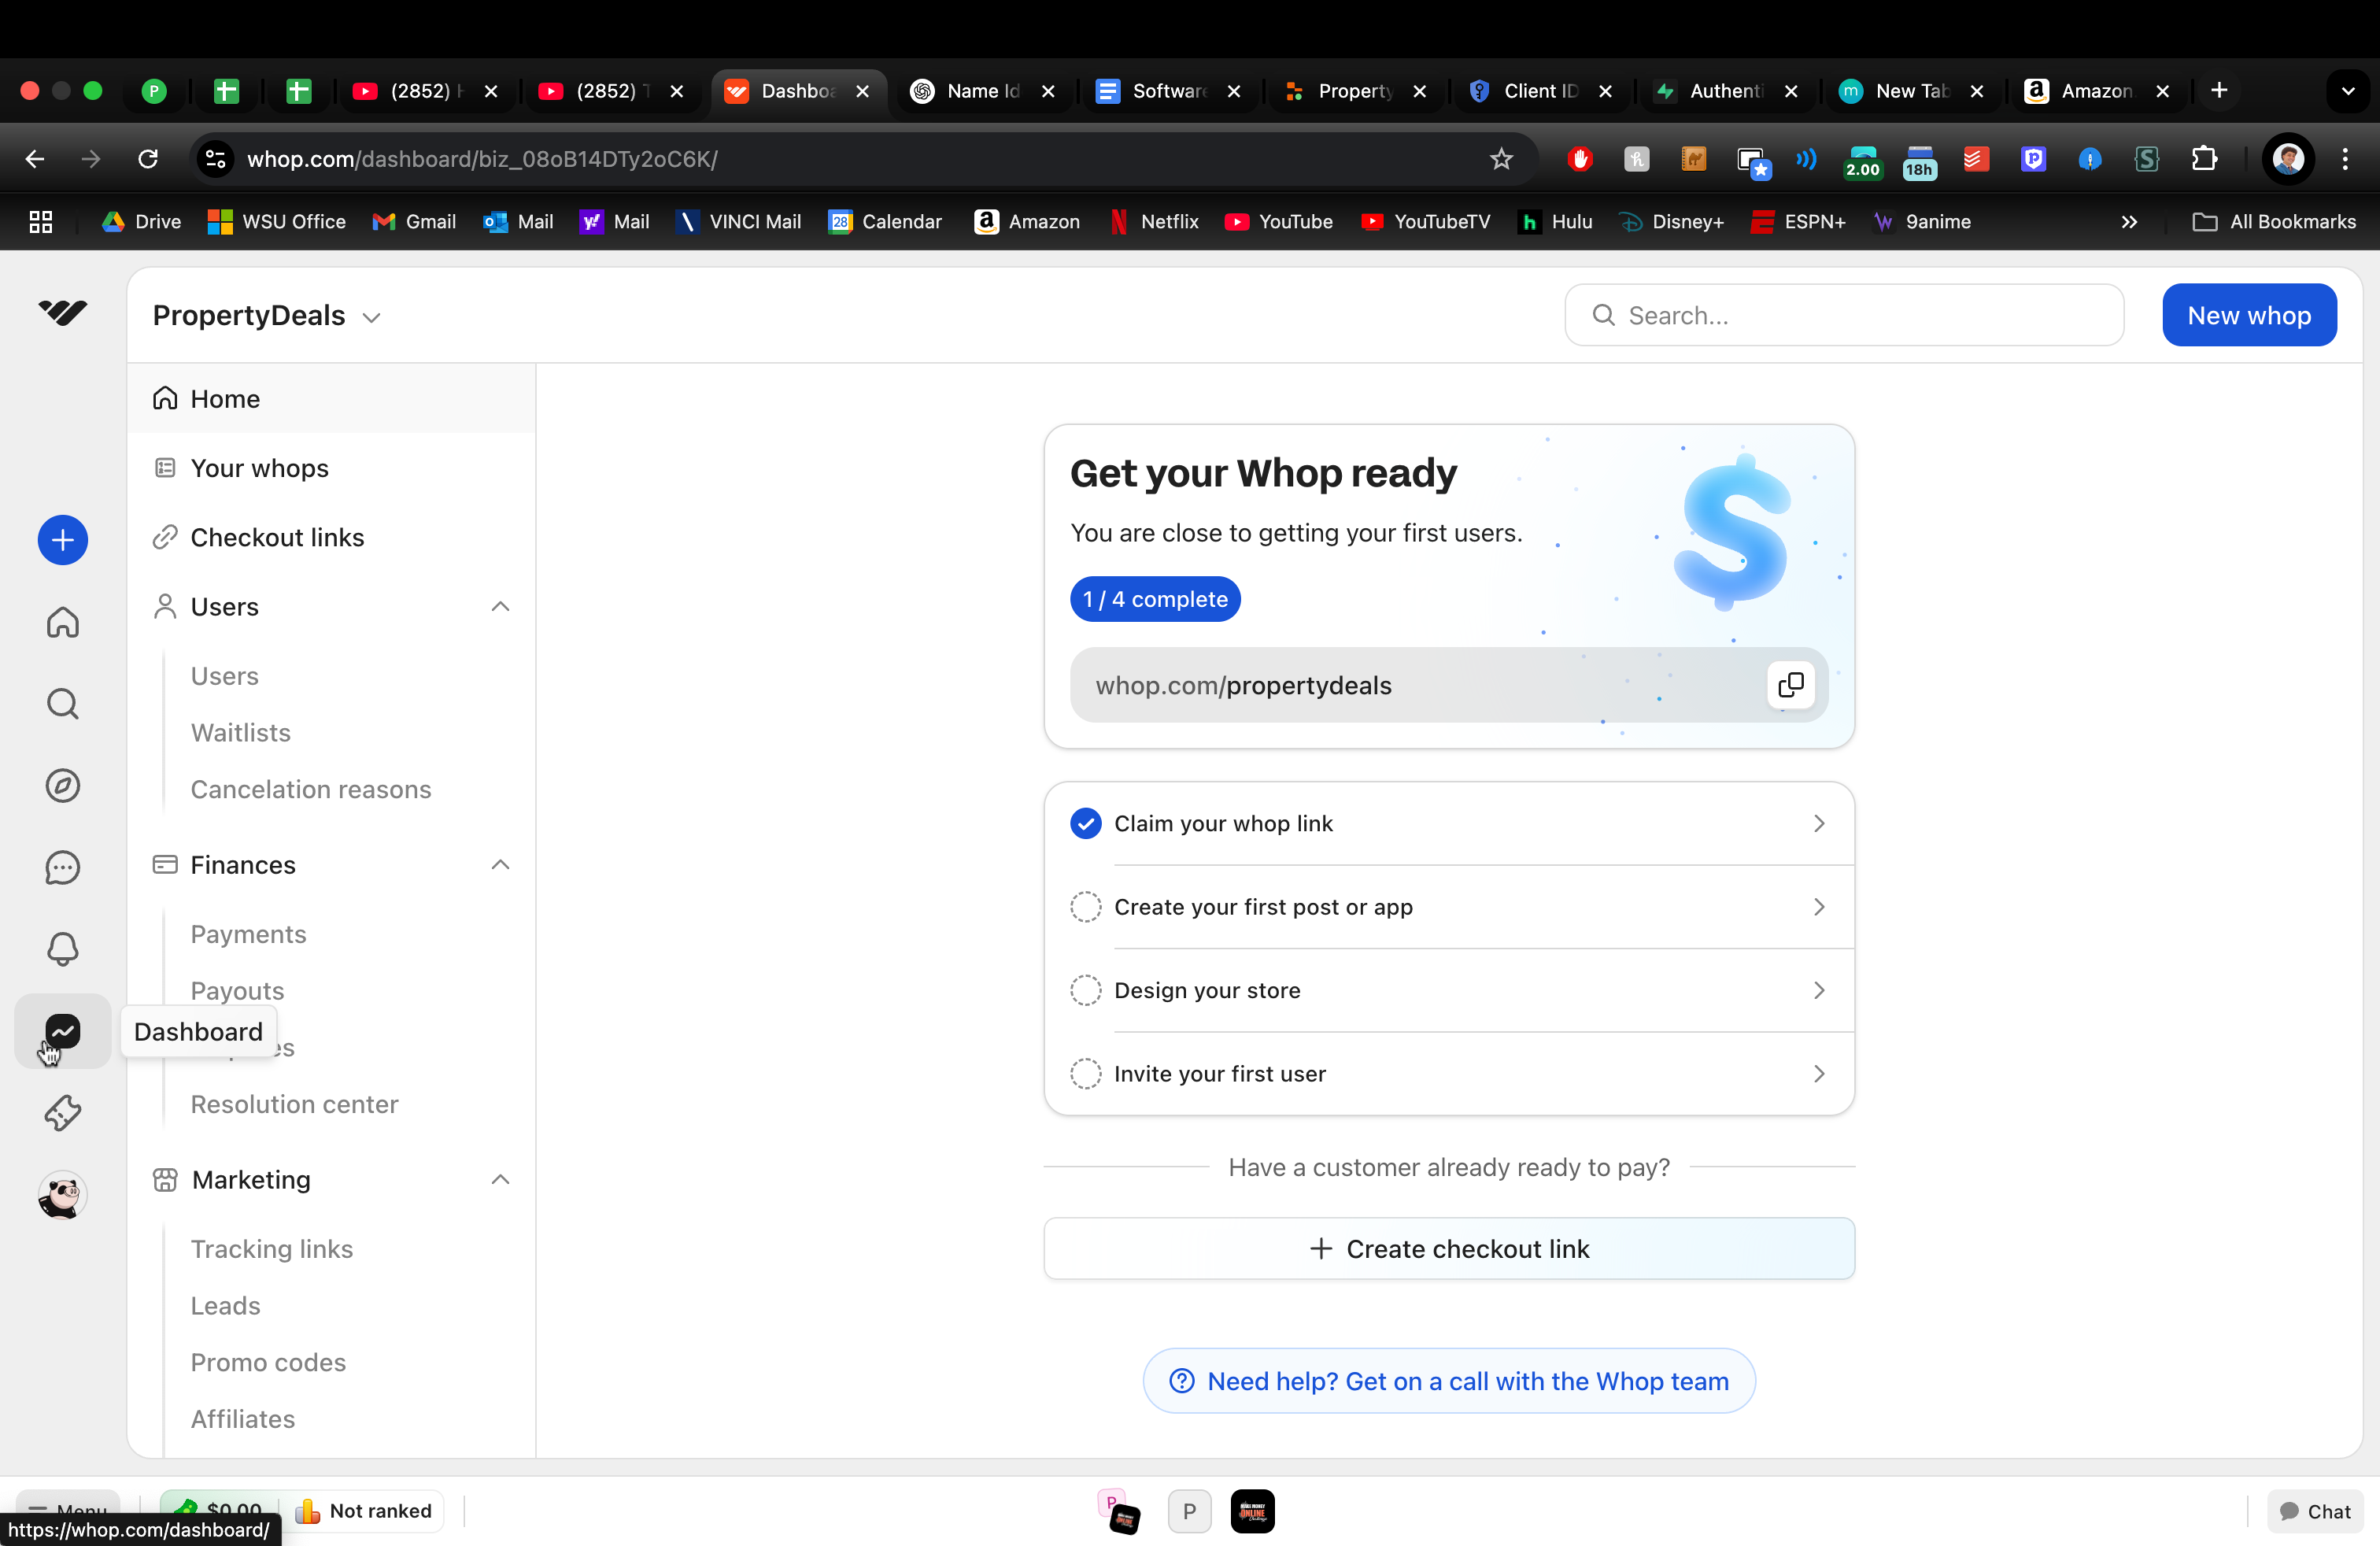 (2852)
(2852)
Dashbo
Name Id
Software
Property
Client ID
Authenti
New Tab
Amazon
whop.com/dashboard/biz_08oB14DTy2oC6K/
2.00
18h
Drive
WSU Office
Gmail
Mail
Mail
VINCI Mail
28
Calendar
Amazon
Netflix
YouTube
YouTubeTV
Hulu
Disney+
ESPN+
9anime
All Bookmarks
PropertyDeals
Search...
New whop
Home
Your whops
Checkout links
Users
Users
Waitlists
Cancelation reasons
Finances
Payments
Payouts
Dashboard
Resolution center
Marketing
Tracking links
Leads
Promo codes
Affiliates
Get your Whop ready
You are close to getting your first users.
1 / 4 complete
whop.com/propertydeals
Claim your whop link
Create your first post or app
Design your store
Invite your first user
Have a customer already ready to pay?
+ Create checkout link
Need help? Get on a call with the Whop team
Menu
$0.00
Not ranked
P
P
Chat
https://whop.com/dashboard/